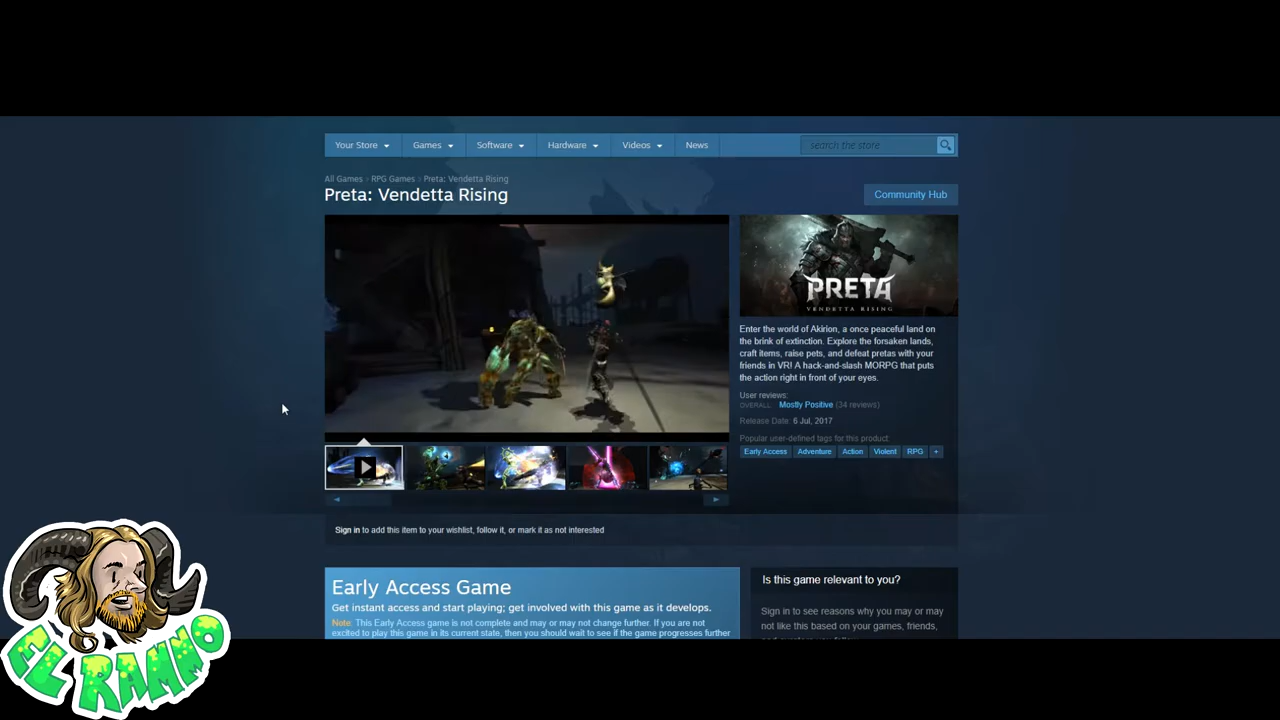 Your Store Games Software Hardware Videos News search the store
All Games > RPG Games > Preta: Vendetta Rising
Preta: Vendetta Rising
Community Hub
PRETA
VENDETTA RISING
Enter the world of Akirion, a once peaceful land on
the brink of extinction. Explore the forsaken lands,
craft items, raise pets, and defeat pretas with your
friends in VR! A hack-and-slash MORPG that puts
the action right in front of your eyes.
User reviews:
OVERALL: Mostly Positive (34 reviews)
Release Date: 6 Jul, 2017
Popular user-defined tags for this product:
Early Access Adventure Action Violent RPG +
Sign in to add this item to your wishlist, follow it, or mark it as not interested
Early Access Game
Get instant access and start playing; get involved with this game as it develops.
Note: This Early Access game is not complete and may or may not change further. If you are not
excited to play this game in its current state, then you should wait to see if the game progresses further
Is this game relevant to you?
Sign in to see reasons why you may or may
not like this based on your games, friends,
EL RAMMO